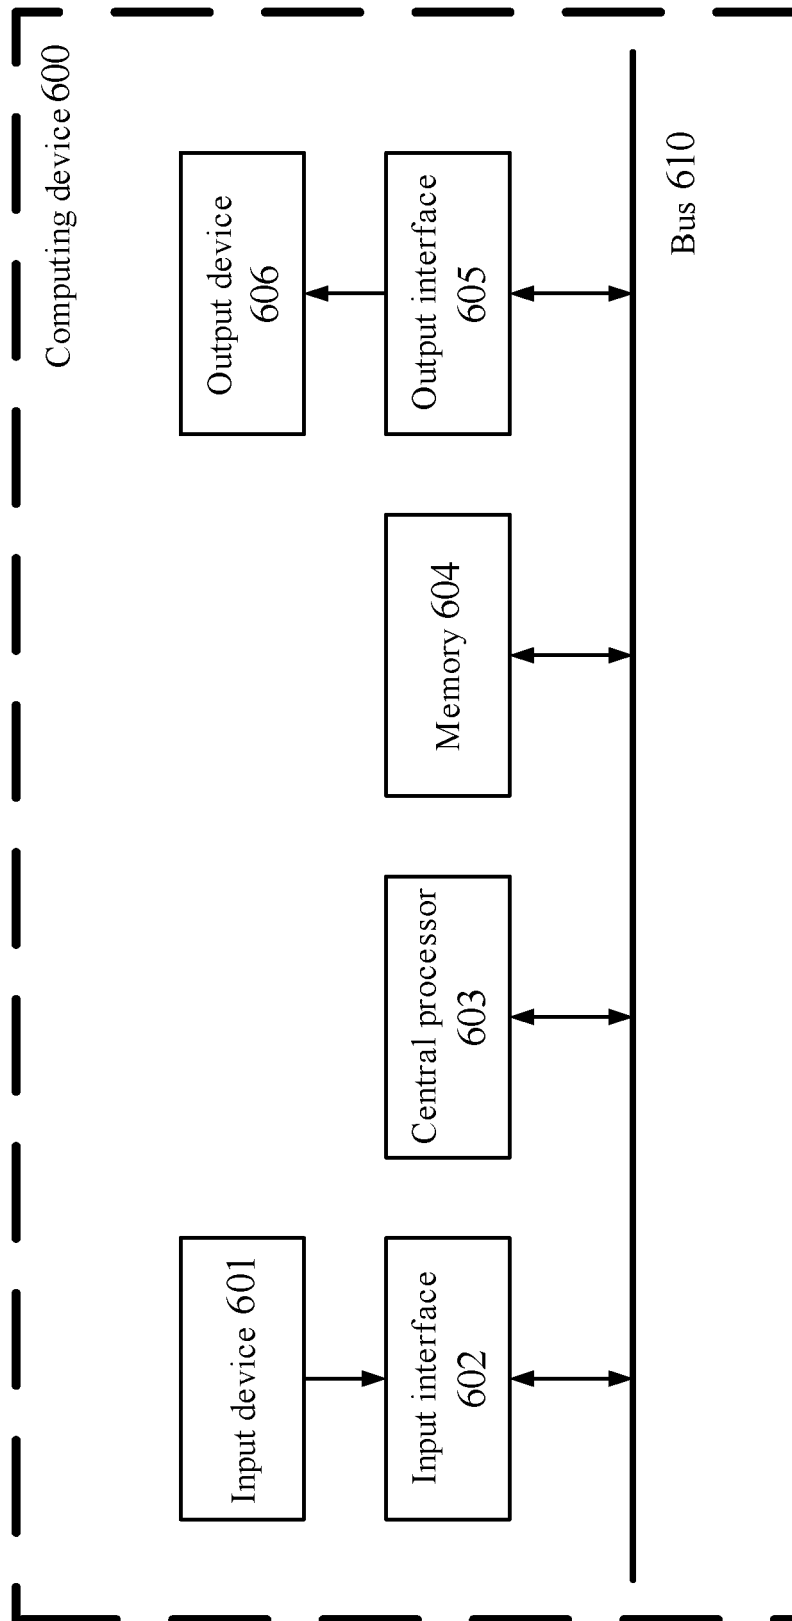 Computing device 600
Input device 601
Output device
606
Input interface
602
Central processor
603
Memory 604
Output interface
605
Bus 610